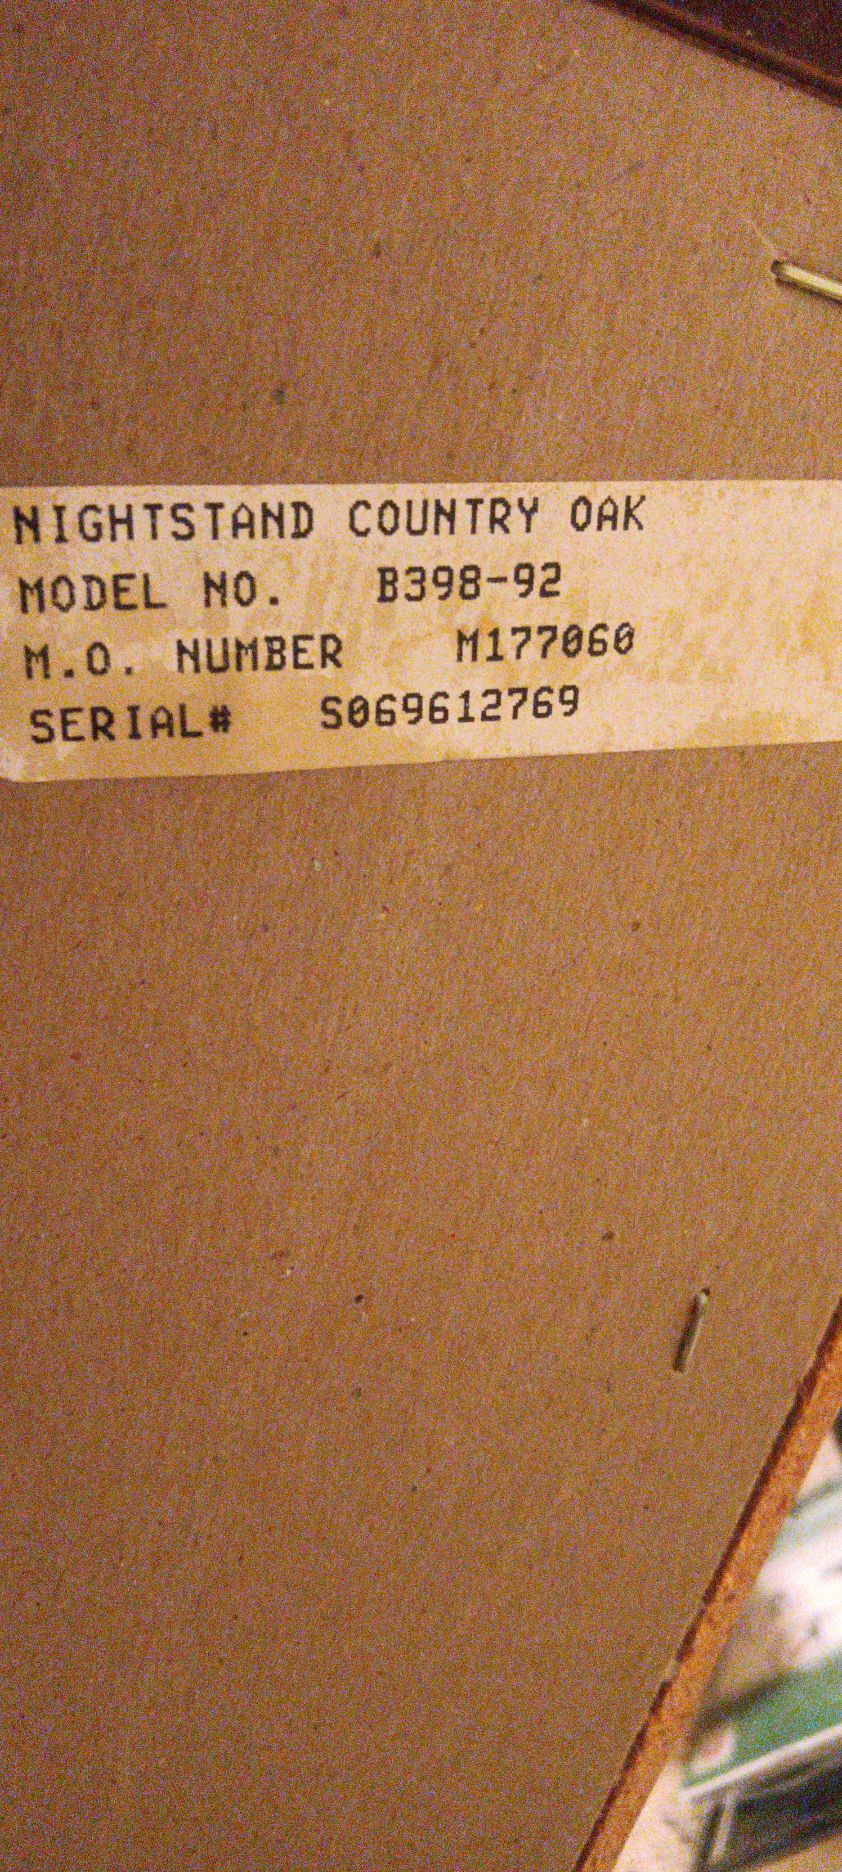 NIGHTSTAND COUNTRY OAK
MODEL NO. B398-92
M.O. NUMBER M177060
SERIAL# S069612769